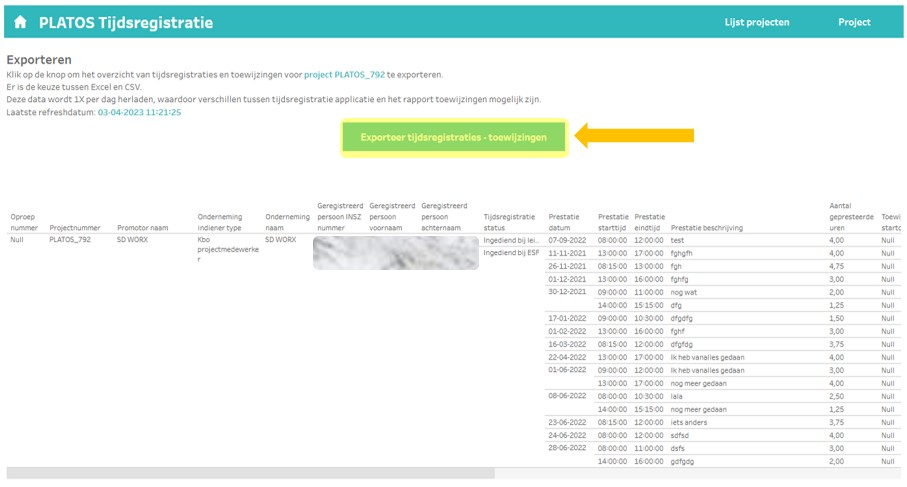 PLATOS Tijdsregistratie
Lijst projecten
Project
Exporteren
Klik op de knop om het overzicht van tijdsregistraties en toewijzingen voor project PLATOS_792 te exporteren.
Er is de keuze tussen Excel en CSV.
Deze data wordt 1X per dag herladen, waardoor verschillen tussen tijdsregistratie applicatie en het rapport toewijzingen mogelijk zijn.
Laatste refreshdatum: 03-04-2023 11:21:25
Exporteer tijdsregistraties - toewijzingen
Geregistreerd Geregistreerd Geregistreerd Aantal
Oproep Onderneming Onderneming persoon INSZ persoon persoon Tijdsregistratie Prestatie Prestatie Prestatie gepresteerde Toewi
nummer Projectnummer Promotor naam indiener type naam nummer voornaam achternaam status datum starttijd eindtijd Prestatie beschrijving uren startd
Null PLATOS_792 SD WORX Kbo SD WORX Ingediend bij lei.. 07-09-2022 08:00:00 12:00:00 test 4,00 Null
projectmedewerke Ingediend bij ESF 11-11-2021 13:00:00 17:00:00 fghgfh 4,00 Null
r 26-11-2021 08:15:00 13:00:00 fgh 4,75 Null
01-12-2021 13:00:00 16:00:00 fghfg 3,00 Null
30-12-2021 09:00:00 11:00:00 nog wat 2,00 Null
14:00:00 15:15:00 dfg 1,25 Null
17-01-2022 09:00:00 10:30:00 dfgdfg 1,50 Null
01-02-2022 13:00:00 16:00:00 fghf 3,00 Null
16-03-2022 08:15:00 12:00:00 dfgfdg 3,75 Null
22-04-2022 13:00:00 17:00:00 Ik heb vanalles gedaan 4,00 Null
01-06-2022 09:00:00 12:00:00 Ik heb vanalles gedaan 3,00 Null
13:00:00 17:00:00 nog meer gedaan 4,00 Null
08-06-2022 08:00:00 10:30:00 lala 2,50 Null
14:00:00 15:15:00 nog meer gedaan 1,25 Null
23-06-2022 08:15:00 12:00:00 iets anders 3,75 Null
24-06-2022 08:00:00 12:00:00 sdfsd 4,00 Null
28-06-2022 08:00:00 11:00:00 dsfs 3,00 Null
14:00:00 16:00:00 gdfgdg 2,00 Null